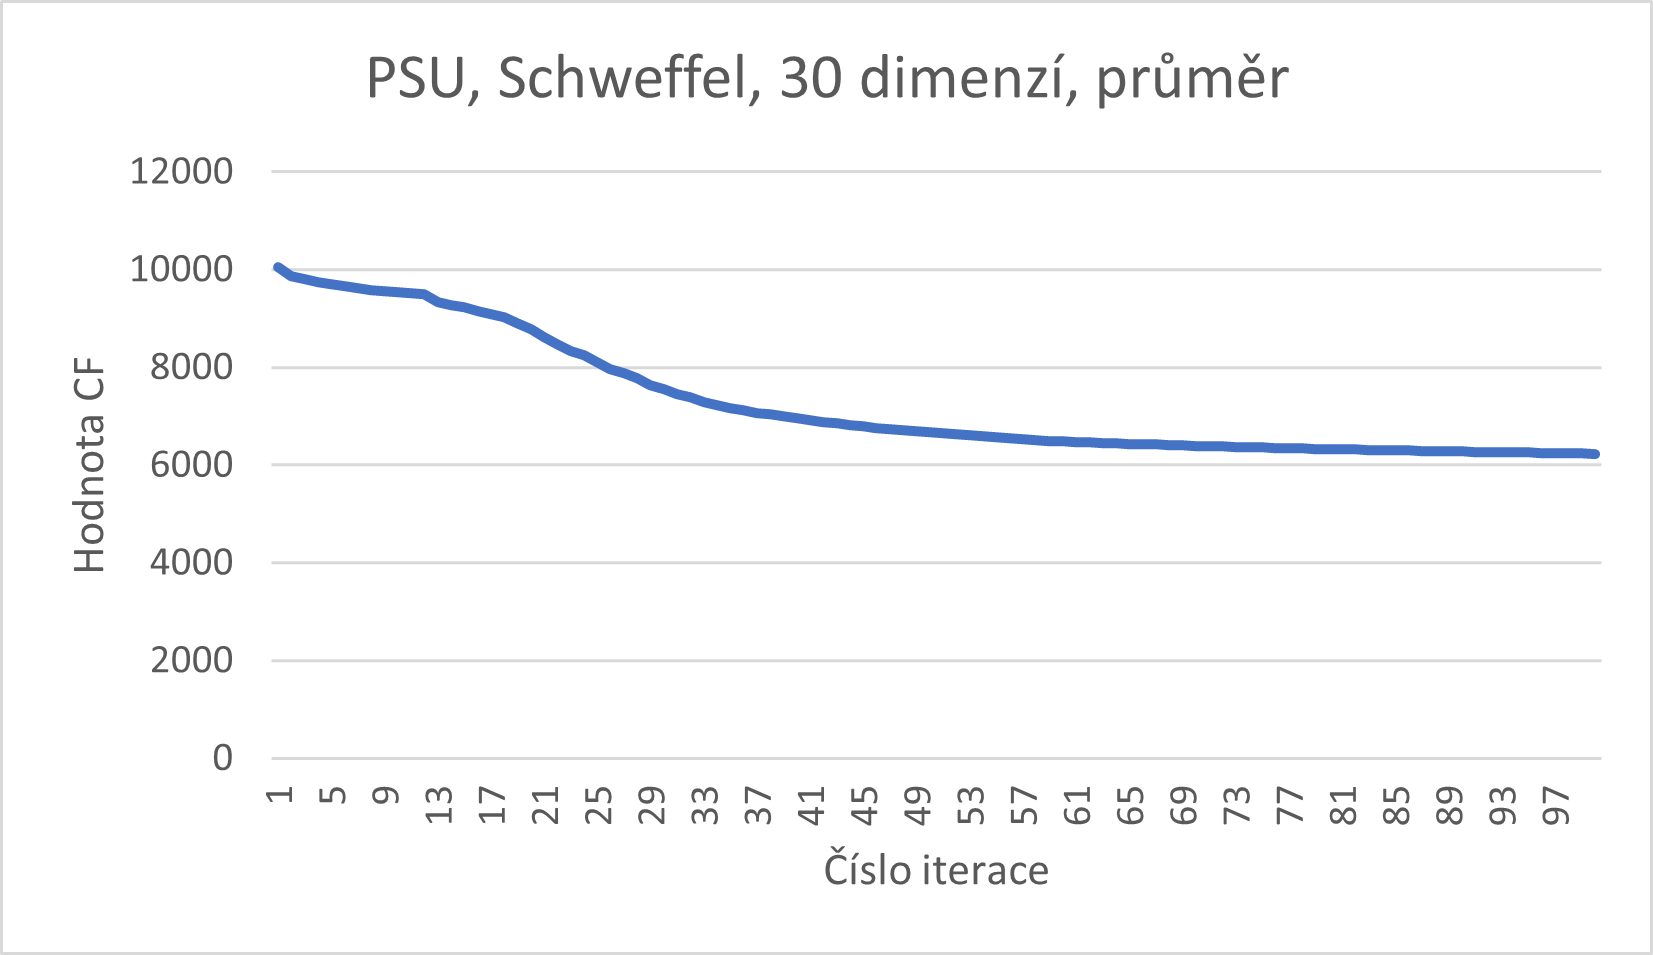 PSU, Schweffel, 30 dimenzí, průměr
12000
10000
8000
6000
4000
2000
0
Hodnota CF
1 5 9 13 17 21 25 29 33 37 41 45 49 53 57 61 65 69 73 77 81 85 89 93 97
Číslo iterace